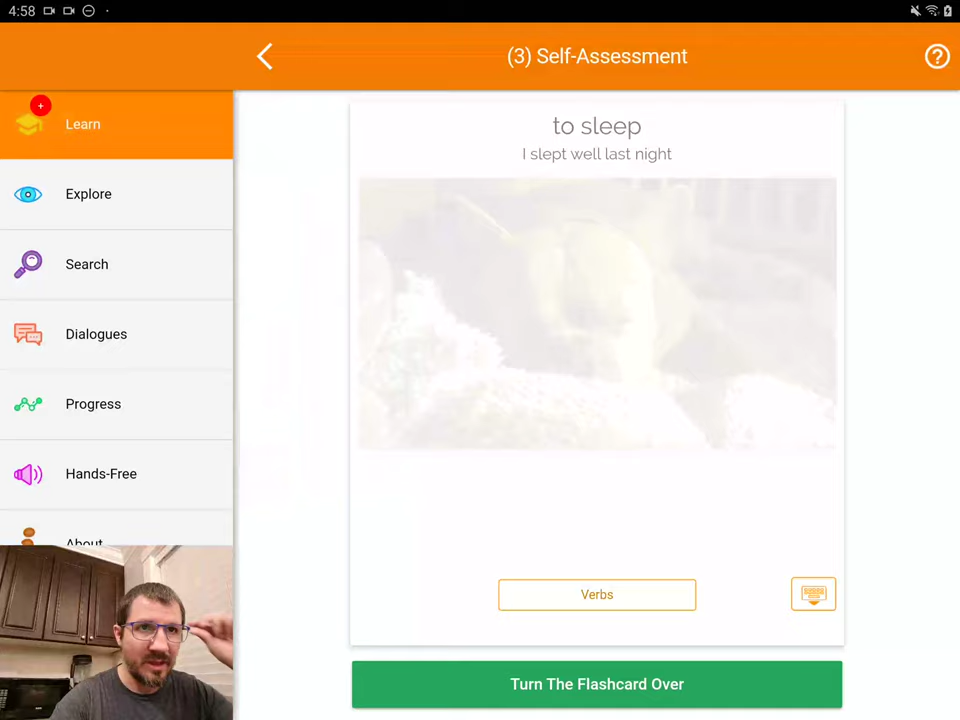 4:58
(3) Self-Assessment
?
+
Learn
Explore
Search
Dialogues
Progress
Hands-Free
About
to sleep
I slept well last night
Verbs
Turn The Flashcard Over